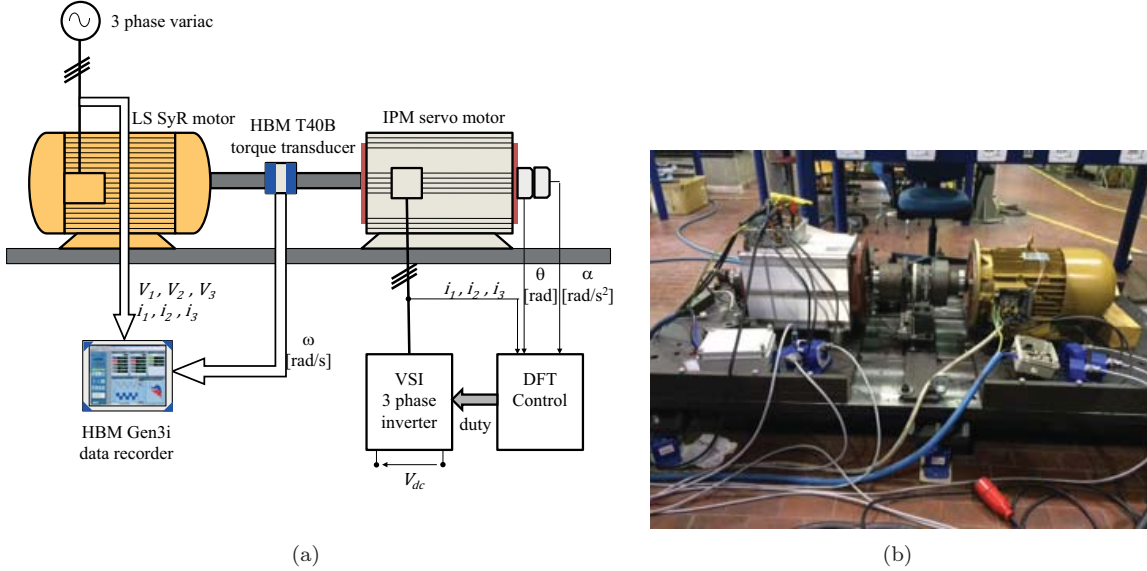 3 phase variac
LS SyR motor
HBM T40B
torque transducer
IPM servo motor
V1 , V2 , V3
i1 , i2 , i3
ω
[rad/s]
i1, i2, i3
θ
[rad]
α
[rad/s²]
VSI
3 phase
inverter
duty
DFT
Control
Vdc
HBM Gen3i
data recorder
(a)
(b)